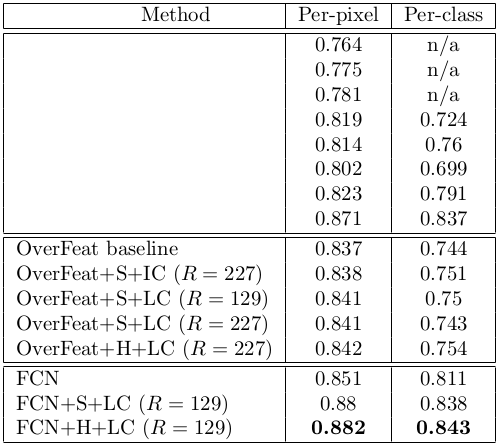 Method Per-pixel Per-class
0.764 n/a
0.775 n/a
0.781 n/a
0.819 0.724
0.814 0.76
0.802 0.699
0.823 0.791
0.871 0.837
OverFeat baseline 0.837 0.744
OverFeat+S+IC (R = 227) 0.838 0.751
OverFeat+S+LC (R = 129) 0.841 0.75
OverFeat+S+LC (R = 227) 0.841 0.743
OverFeat+H+LC (R = 227) 0.842 0.754
FCN 0.851 0.811
FCN+S+LC (R = 129) 0.88 0.838
FCN+H+LC (R = 129) 0.882 0.843